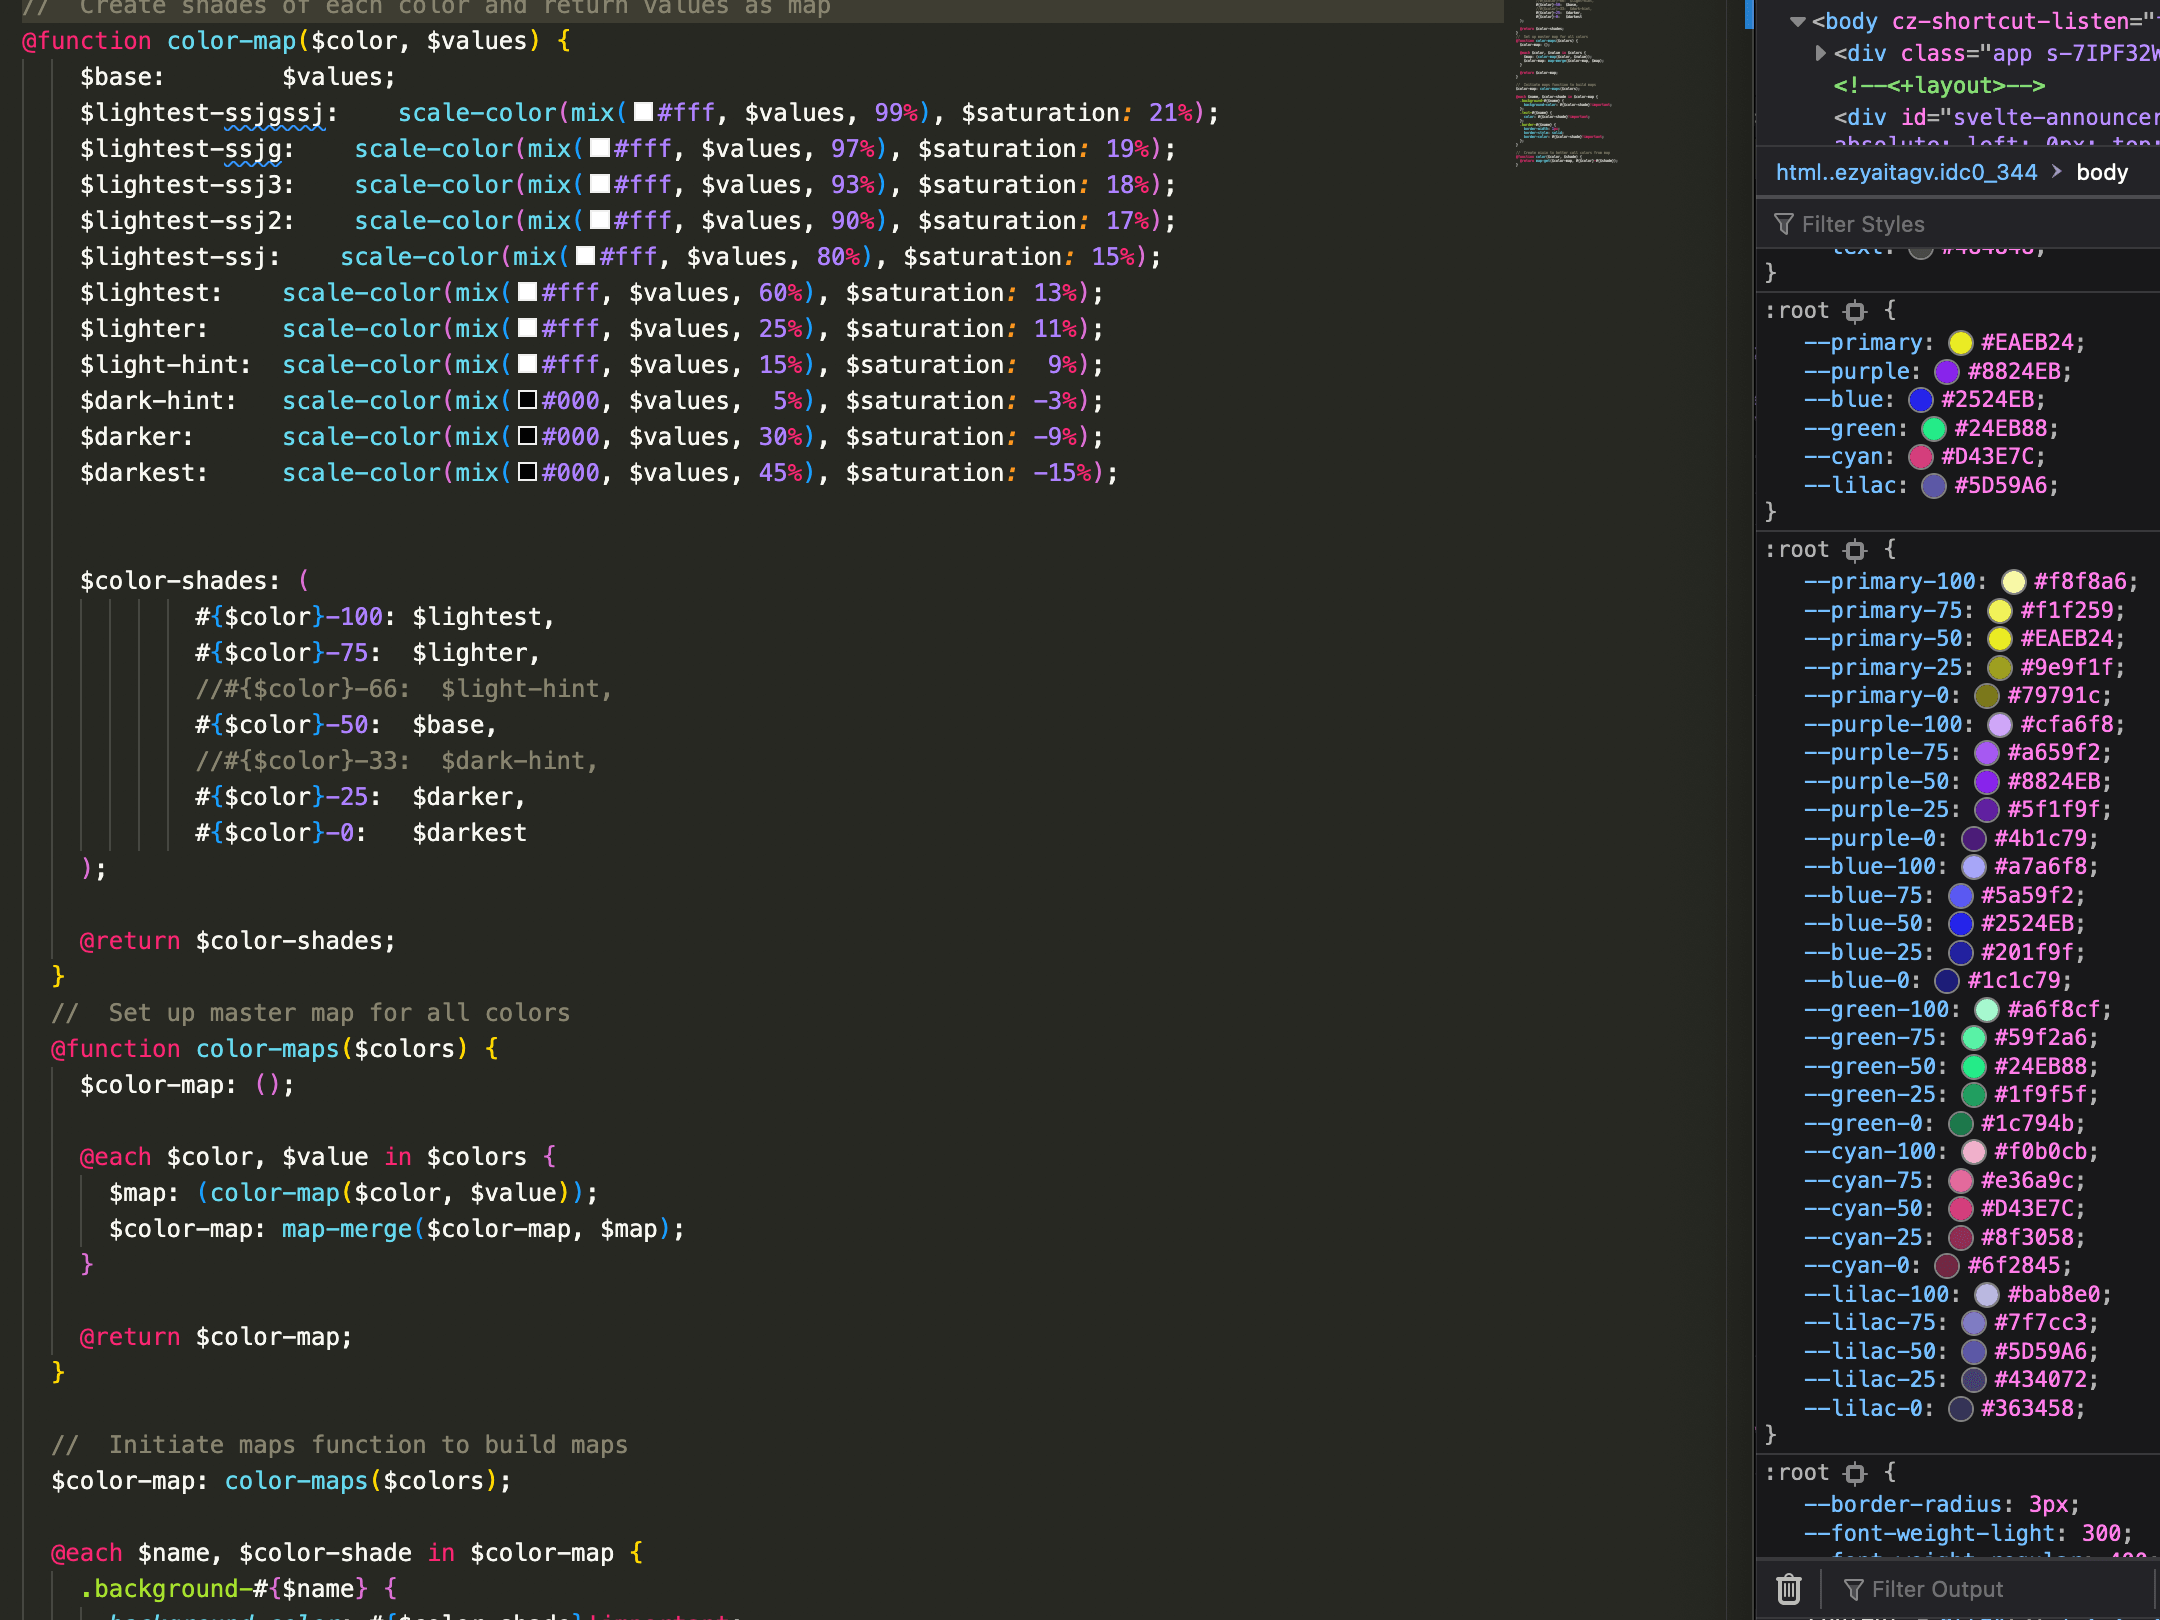 //  Create shades of each color and return values as map
@function color-map($color, $values) {
$base:        $values;
$lightest-ssjgssj:    scale-color(mix(#fff, $values, 99%), $saturation: 21%);
$lightest-ssjg:    scale-color(mix(#fff, $values, 97%), $saturation: 19%);
$lightest-ssj3:    scale-color(mix(#fff, $values, 93%), $saturation: 18%);
$lightest-ssj2:    scale-color(mix(#fff, $values, 90%), $saturation: 17%);
$lightest-ssj:    scale-color(mix(#fff, $values, 80%), $saturation: 15%);
$lightest:    scale-color(mix(#fff, $values, 60%), $saturation: 13%);
$lighter:     scale-color(mix(#fff, $values, 25%), $saturation: 11%);
$light-hint:  scale-color(mix(#fff, $values, 15%), $saturation:  9%);
$dark-hint:   scale-color(mix(#000, $values,  5%), $saturation: -3%);
$darker:      scale-color(mix(#000, $values, 30%), $saturation: -9%);
$darkest:     scale-color(mix(#000, $values, 45%), $saturation: -15%);
$color-shades: (
#{$color}-100: $lightest,
#{$color}-75:  $lighter,
//#{$color}-66:  $light-hint,
#{$color}-50:  $base,
//#{$color}-33:  $dark-hint,
#{$color}-25:  $darker,
#{$color}-0:   $darkest
);
@return $color-shades;
}
//  Set up master map for all colors
@function color-maps($colors) {
$color-map: ();
@each $color, $value in $colors {
$map: (color-map($color, $value));
$color-map: map-merge($color-map, $map);
}
@return $color-map;
}
//  Initiate maps function to build maps
$color-map: color-maps($colors);
@each $name, $color-shade in $color-map {
.background-#{$name} {
<body cz-shortcut-listen="
<div class="app s-7IPF32
<!--<+layout>-->
<div id="svelte-announcer
absolute; left: 0px; top:
html..ezyaitagv.idc0_344 > body
Filter Styles
}
:root {
--primary: #EAEB24;
--purple: #8824EB;
--blue: #2524EB;
--green: #24EB88;
--cyan: #D43E7C;
--lilac: #5D59A6;
}
:root {
--primary-100: #f8f8a6;
--primary-75: #f1f259;
--primary-50: #EAEB24;
--primary-25: #9e9f1f;
--primary-0: #79791c;
--purple-100: #cfa6f8;
--purple-75: #a659f2;
--purple-50: #8824EB;
--purple-25: #5f1f9f;
--purple-0: #4b1c79;
--blue-100: #a7a6f8;
--blue-75: #5a59f2;
--blue-50: #2524EB;
--blue-25: #201f9f;
--blue-0: #1c1c79;
--green-100: #a6f8cf;
--green-75: #59f2a6;
--green-50: #24EB88;
--green-25: #1f9f5f;
--green-0: #1c794b;
--cyan-100: #f0b0cb;
--cyan-75: #e36a9c;
--cyan-50: #D43E7C;
--cyan-25: #8f3058;
--cyan-0: #6f2845;
--lilac-100: #bab8e0;
--lilac-75: #7f7cc3;
--lilac-50: #5D59A6;
--lilac-25: #434072;
--lilac-0: #363458;
}
:root {
--border-radius: 3px;
--font-weight-light: 300;
Filter Output